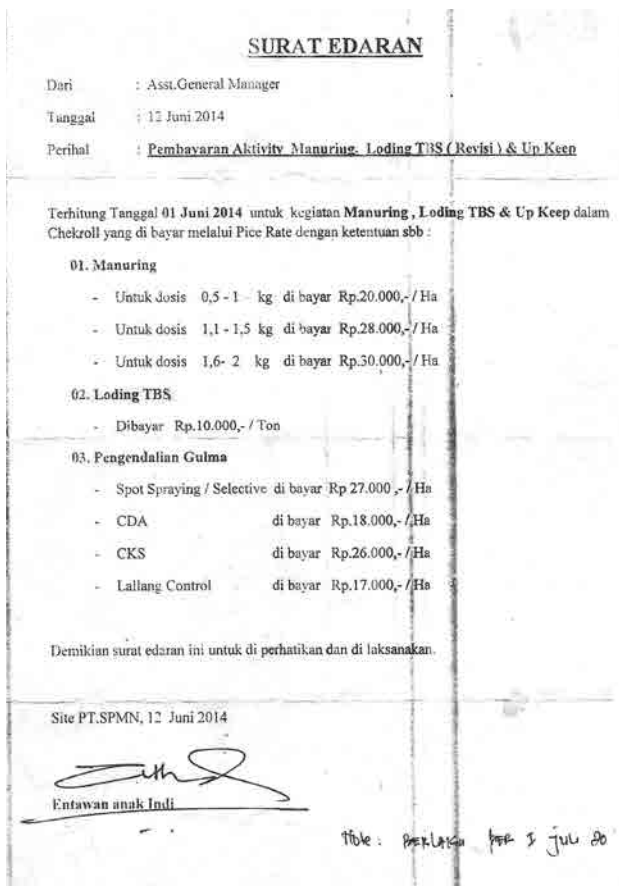 SURAT EDARAN
Dari : Asst.General Manager
Tanggal : 12 Juni 2014
Perihal : Pembayaran Aktivity Manuring, Loding TBS ( Revisi ) & Up Keep
Terhitung Tanggal 01 Juni 2014 untuk kegiatan Manuring , Loding TBS & Up Keep dalam
Chekroll yang di bayar melalui Pice Rate dengan ketentuan sbb :
01. Manuring
- Untuk dosis 0,5 - 1 kg di bayar Rp.20.000,- / Ha
- Untuk dosis 1,1 - 1,5 kg di bayar Rp.28.000,- / Ha
- Untuk dosis 1,6- 2 kg di bayar Rp.30.000,- / Ha
02. Loding TBS
- Dibayar Rp.10.000,- / Ton
03. Pengendalian Gulma
- Spot Spraying / Selective di bayar Rp 27.000 ,- / Ha
- CDA di bayar Rp.18.000,- / Ha
- CKS di bayar Rp.26.000,- / Ha
- Lallang Control di bayar Rp.17.000,- / Ha
Demikian surat edaran ini untuk di perhatikan dan di laksanakan.
Site PT.SPMN, 12 Juni 2014
Entawan anak Indi
Note : BERLAKU PER 1 JUL 20